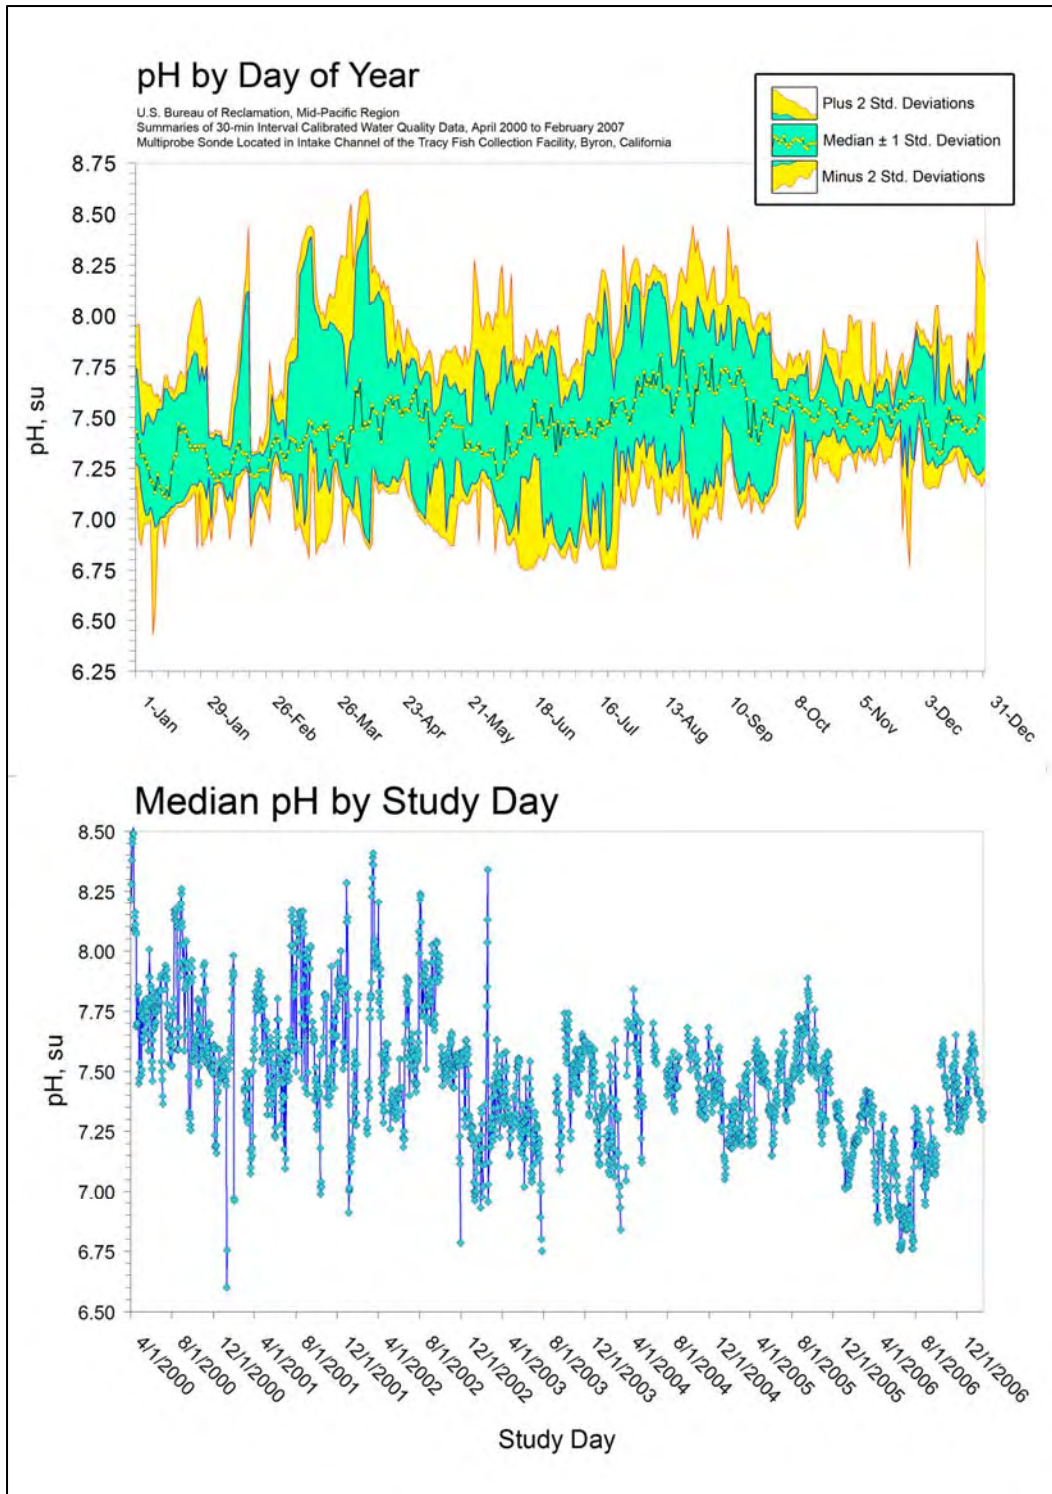 pH by Day of Year
U.S. Bureau of Reclamation, Mid-Pacific Region
Summaries of 30-min Interval Calibrated Water Quality Data, April 2000 to February 2007
Multiprobe Sonde Located in Intake Channel of the Tracy Fish Collection Facility, Byron, California
Plus 2 Std. Deviations
Median ± 1 Std. Deviation
Minus 2 Std. Deviations
8.75
8.50
8.25
8.00
7.75
7.50
7.25
7.00
6.75
6.50
6.25
pH, su
1-Jan
29-Jan
26-Feb
26-Mar
23-Apr
21-May
18-Jun
16-Jul
13-Aug
10-Sep
8-Oct
5-Nov
3-Dec
31-Dec
Median pH by Study Day
8.50
8.25
8.00
7.75
7.50
7.25
7.00
6.75
6.50
pH, su
4/1/2000
8/1/2000
12/1/2000
4/1/2001
8/1/2001
12/1/2001
4/1/2002
8/1/2002
12/1/2002
4/1/2003
8/1/2003
12/1/2003
4/1/2004
8/1/2004
12/1/2004
4/1/2005
8/1/2005
12/1/2005
4/1/2006
8/1/2006
12/1/2006
Study Day